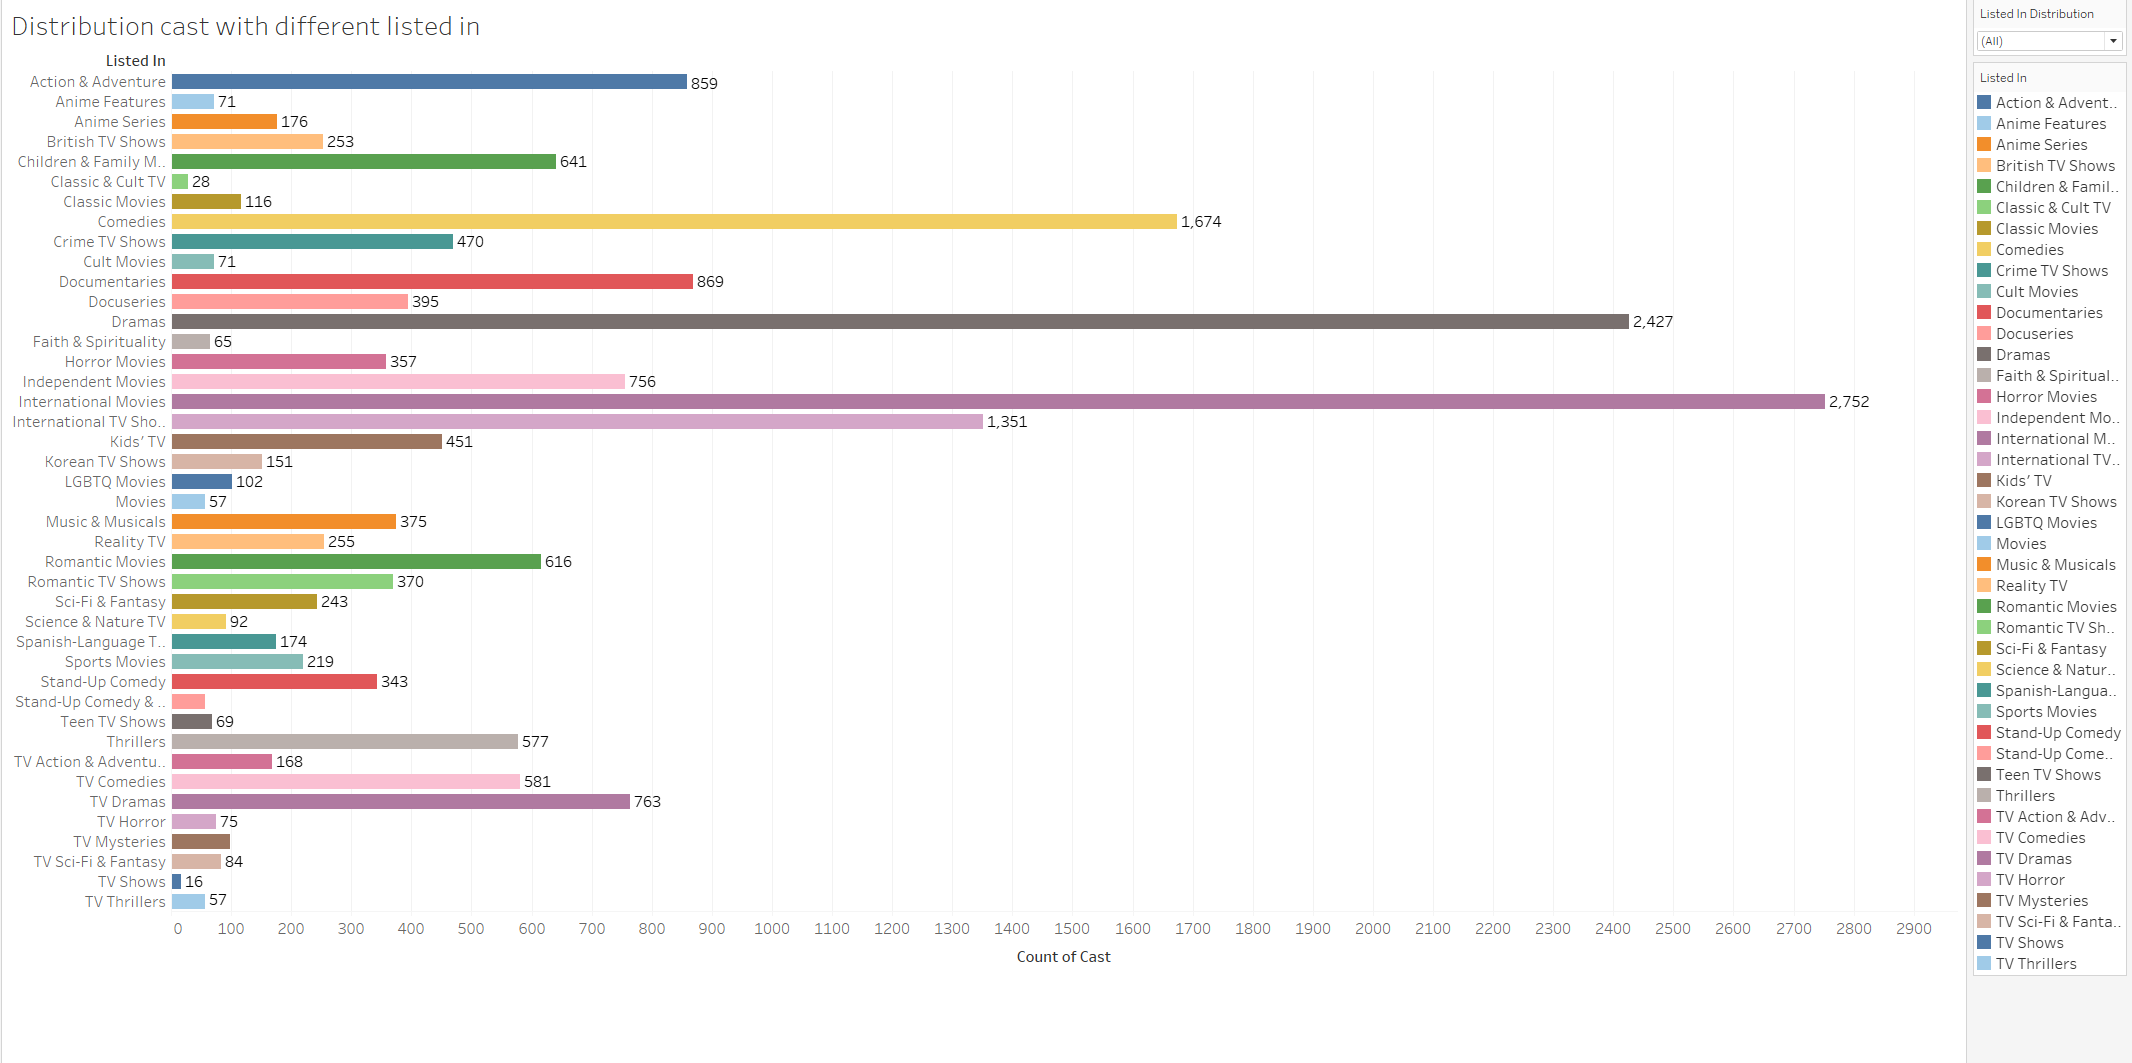 Distribution cast with different listed in
Listed In
Action & Adventure 859
Anime Features 71
Anime Series 176
British TV Shows 253
Children & Family M.. 641
Classic & Cult TV 28
Classic Movies 116
Comedies 1,674
Crime TV Shows 470
Cult Movies 71
Documentaries 869
Docuseries 395
Dramas 2,427
Faith & Spirituality 65
Horror Movies 357
Independent Movies 756
International Movies 2,752
International TV Sho.. 1,351
Kids' TV 451
Korean TV Shows 151
LGBTQ Movies 102
Movies 57
Music & Musicals 375
Reality TV 255
Romantic Movies 616
Romantic TV Shows 370
Sci-Fi & Fantasy 243
Science & Nature TV 92
Spanish-Language T.. 174
Sports Movies 219
Stand-Up Comedy 343
Stand-Up Comedy & ..
Teen TV Shows 69
Thrillers 577
TV Action & Adventu.. 168
TV Comedies 581
TV Dramas 763
TV Horror 75
TV Mysteries
TV Sci-Fi & Fantasy 84
TV Shows 16
TV Thrillers 57
0 100 200 300 400 500 600 700 800 900 1000 1100 1200 1300 1400 1500 1600 1700 1800 1900 2000 2100 2200 2300 2400 2500 2600 2700 2800 2900
Count of Cast
Listed In Distribution
(All)
Listed In
Action & Advent..
Anime Features
Anime Series
British TV Shows
Children & Famil..
Classic & Cult TV
Classic Movies
Comedies
Crime TV Shows
Cult Movies
Documentaries
Docuseries
Dramas
Faith & Spiritual..
Horror Movies
Independent Mo..
International M..
International TV..
Kids' TV
Korean TV Shows
LGBTQ Movies
Movies
Music & Musicals
Reality TV
Romantic Movies
Romantic TV Sh..
Sci-Fi & Fantasy
Science & Natur..
Spanish-Langua..
Sports Movies
Stand-Up Comedy
Stand-Up Come..
Teen TV Shows
Thrillers
TV Action & Adv..
TV Comedies
TV Dramas
TV Horror
TV Mysteries
TV Sci-Fi & Fanta..
TV Shows
TV Thrillers